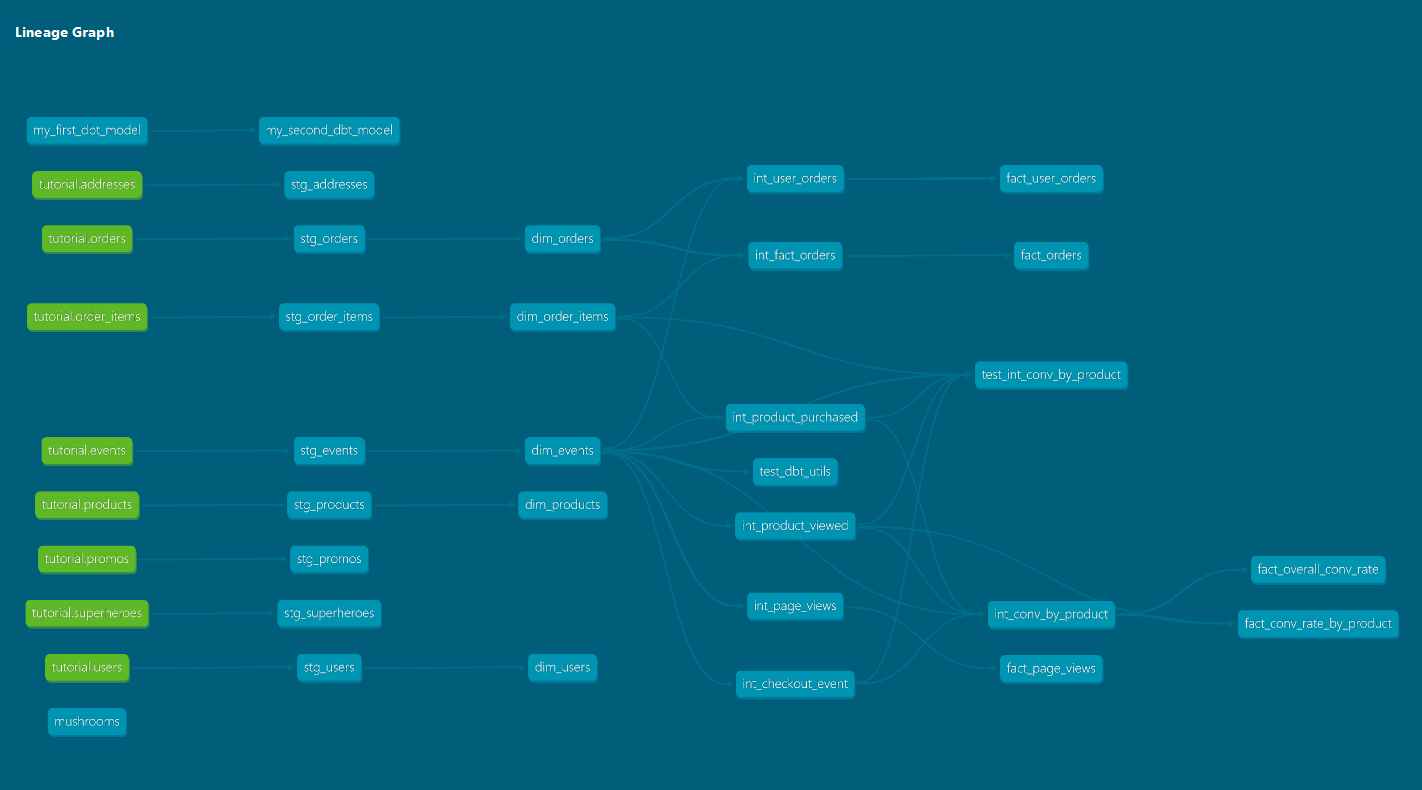 Lineage Graph
my_first_dbt_model
my_second_dbt_model
tutorial.addresses
stg_addresses
int_user_orders
fact_user_orders
tutorial.orders
stg_orders
dim_orders
int_fact_orders
fact_orders
tutorial.order_items
stg_order_items
dim_order_items
test_int_conv_by_product
int_product_purchased
tutorial.events
stg_events
dim_events
test_dbt_utils
tutorial.products
stg_products
dim_products
int_product_viewed
tutorial.promos
stg_promos
fact_overall_conv_rate
tutorial.superheroes
stg_superheroes
int_page_views
int_conv_by_product
fact_conv_rate_by_product
tutorial.users
stg_users
dim_users
int_checkout_event
fact_page_views
mushrooms